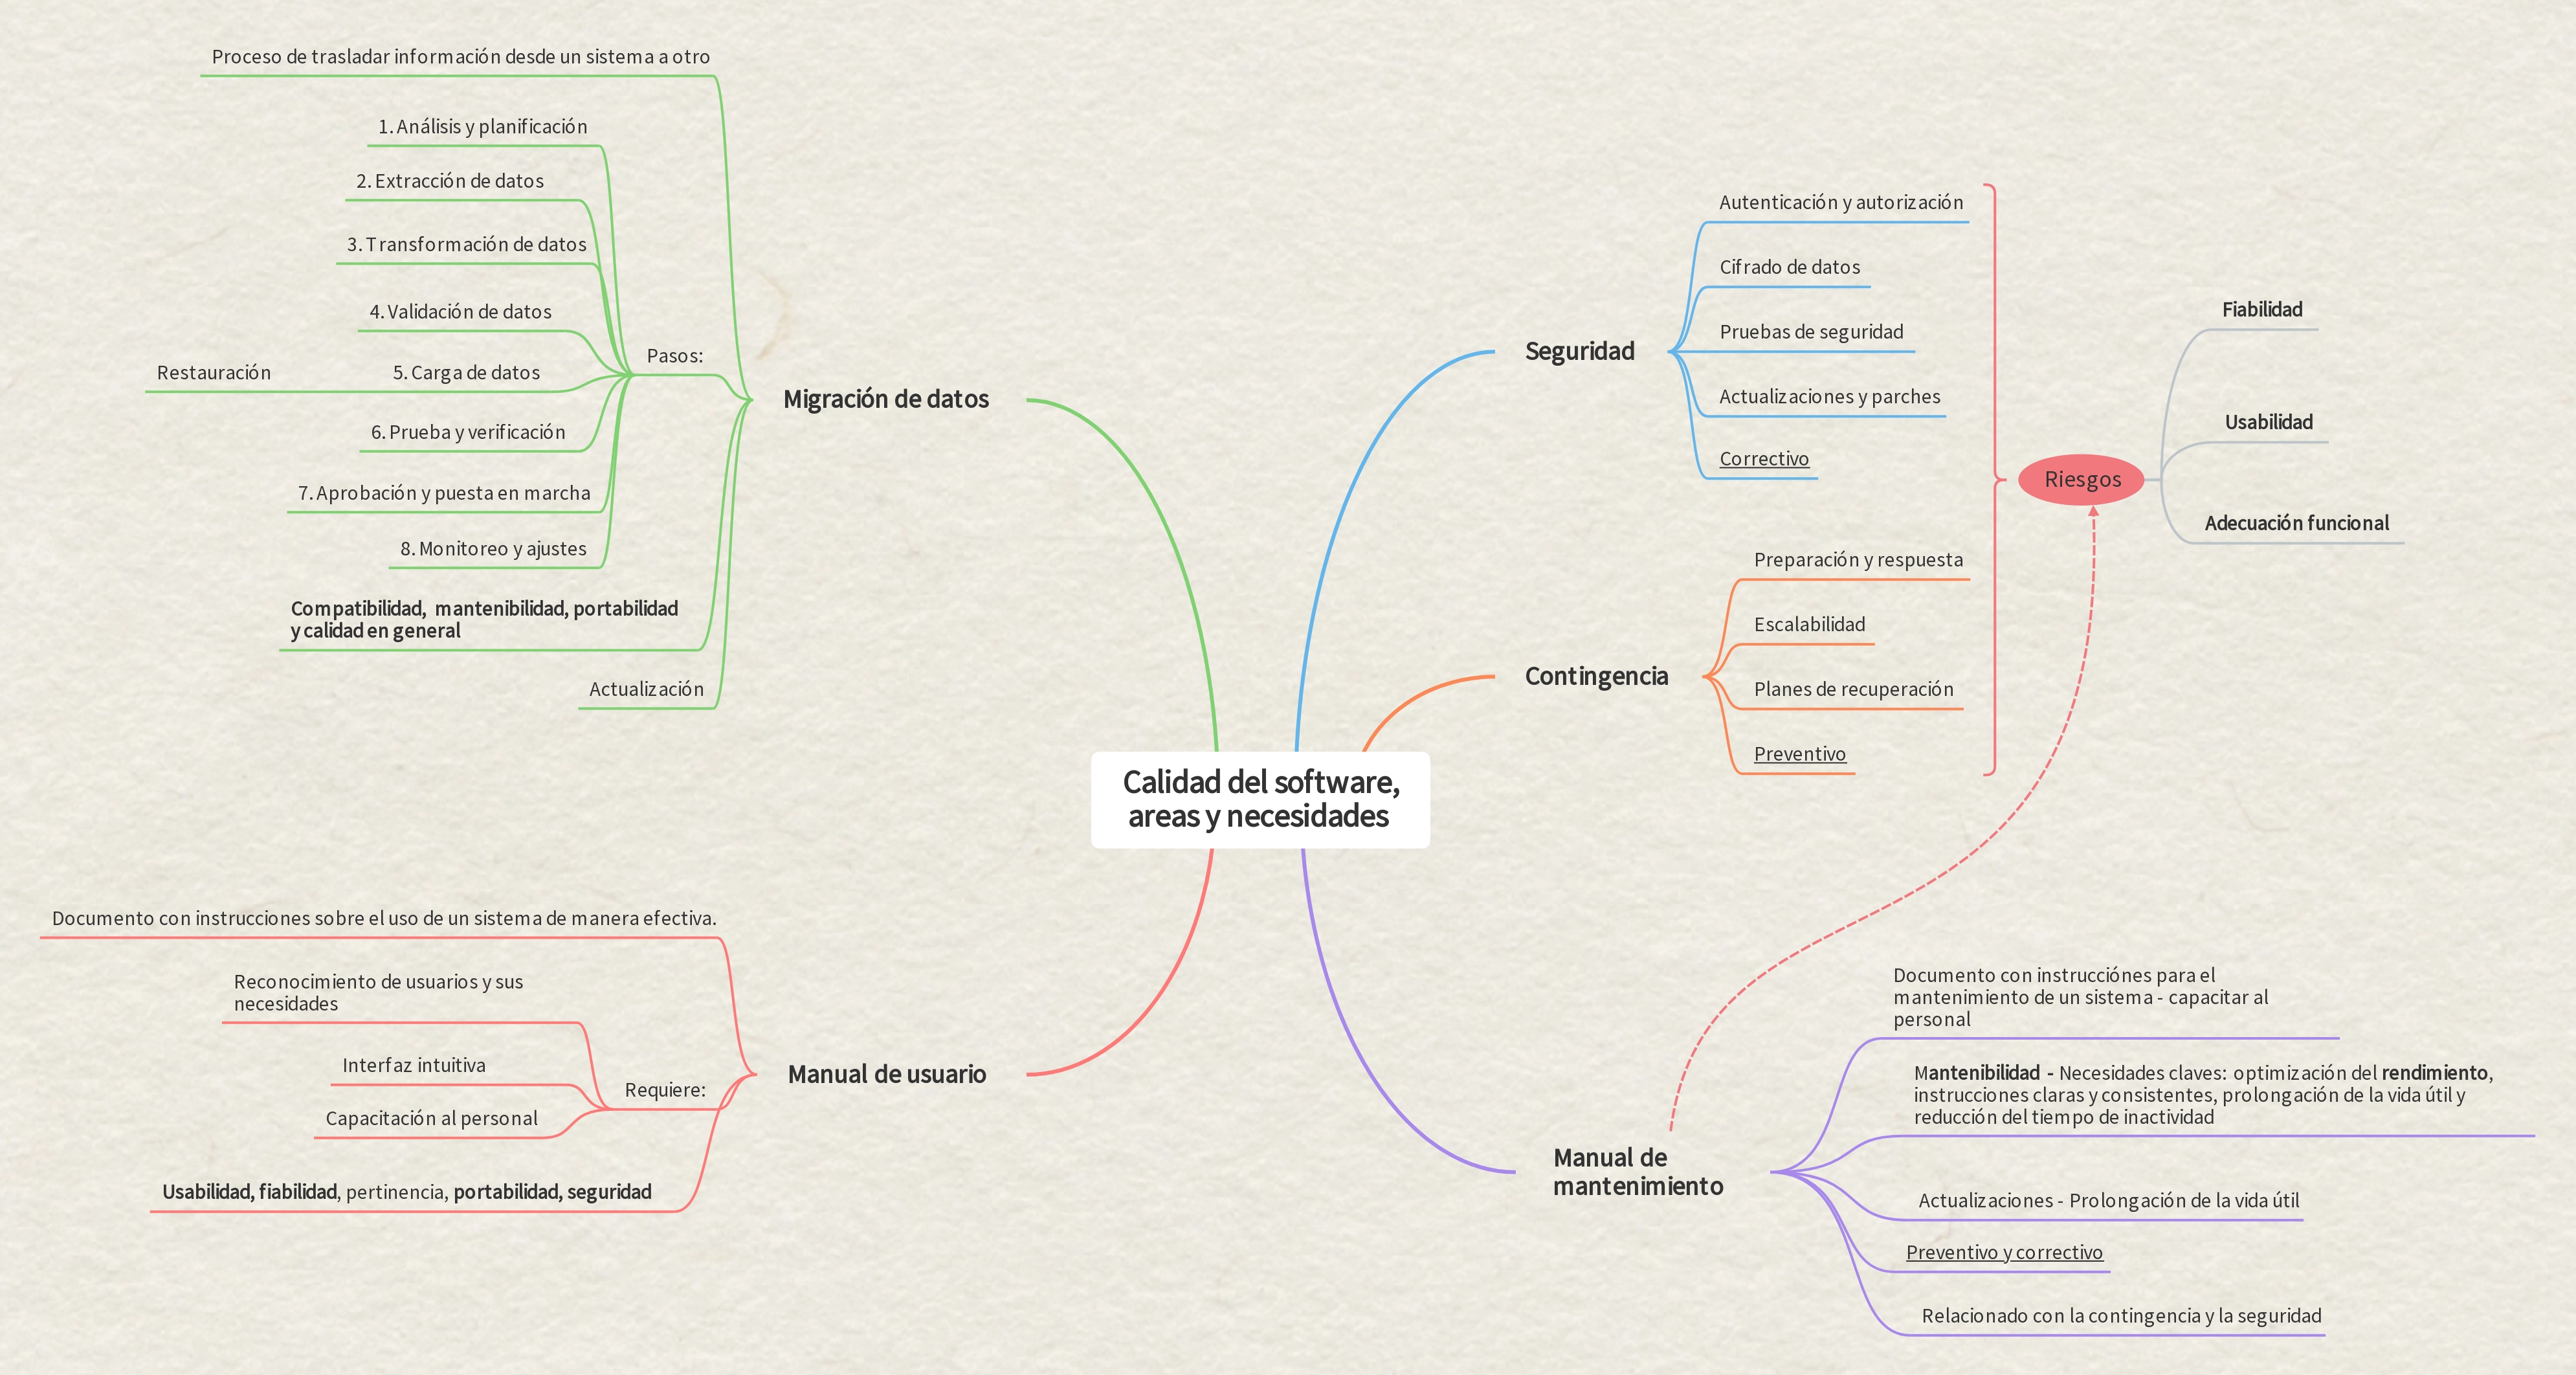 Proceso de trasladar información desde un sistema a otro
1. Análisis y planificación
2. Extracción de datos
3. Transformación de datos
4. Validación de datos
Pasos:
Restauración
5. Carga de datos
6. Prueba y verificación
7. Aprobación y puesta en marcha
8. Monitoreo y ajustes
Migración de datos
Compatibilidad, mantenibilidad, portabilidad
y calidad en general
Actualización
Seguridad
Autenticación y autorización
Cifrado de datos
Pruebas de seguridad
Actualizaciones y parches
Correctivo
Contingencia
Preparación y respuesta
Escalabilidad
Planes de recuperación
Preventivo
Riesgos
Fiabilidad
Usabilidad
Adecuación funcional
Calidad del software,
areas y necesidades
Documento con instrucciones sobre el uso de un sistema de manera efectiva.
Reconocimiento de usuarios y sus
necesidades
Interfaz intuitiva
Requiere:
Capacitación al personal
Manual de usuario
Usabilidad, fiabilidad, pertinencia, portabilidad, seguridad
Manual de
mantenimiento
Documento con instrucciónes para el
mantenimiento de un sistema - capacitar al
personal
Mantenibilidad - Necesidades claves: optimización del rendimiento,
instrucciones claras y consistentes, prolongación de la vida útil y
reducción del tiempo de inactividad
Actualizaciones - Prolongación de la vida útil
Preventivo y correctivo
Relacionado con la contingencia y la seguridad